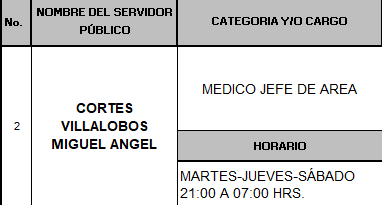 No.
NOMBRE DEL SERVIDOR
PÚBLICO
CATEGORIA Y/O CARGO
2
CORTES
VILLALOBOS
MIGUEL ANGEL
MEDICO JEFE DE AREA
HORARIO
MARTES-JUEVES-SÁBADO
21:00 A 07:00 HRS.